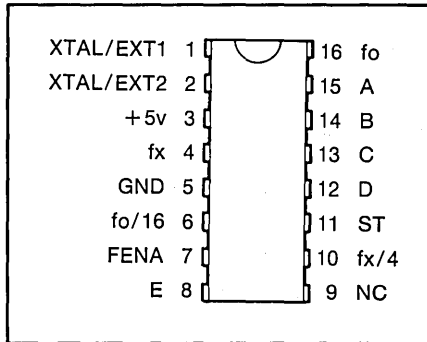 XTAL/EXT1 1 16 fo
XTAL/EXT2 2 15 A
+5v 3 14 B
fx 4 13 C
GND 5 12 D
fo/16 6 11 ST
FENA 7 10 fx/4
E 8 9 NC